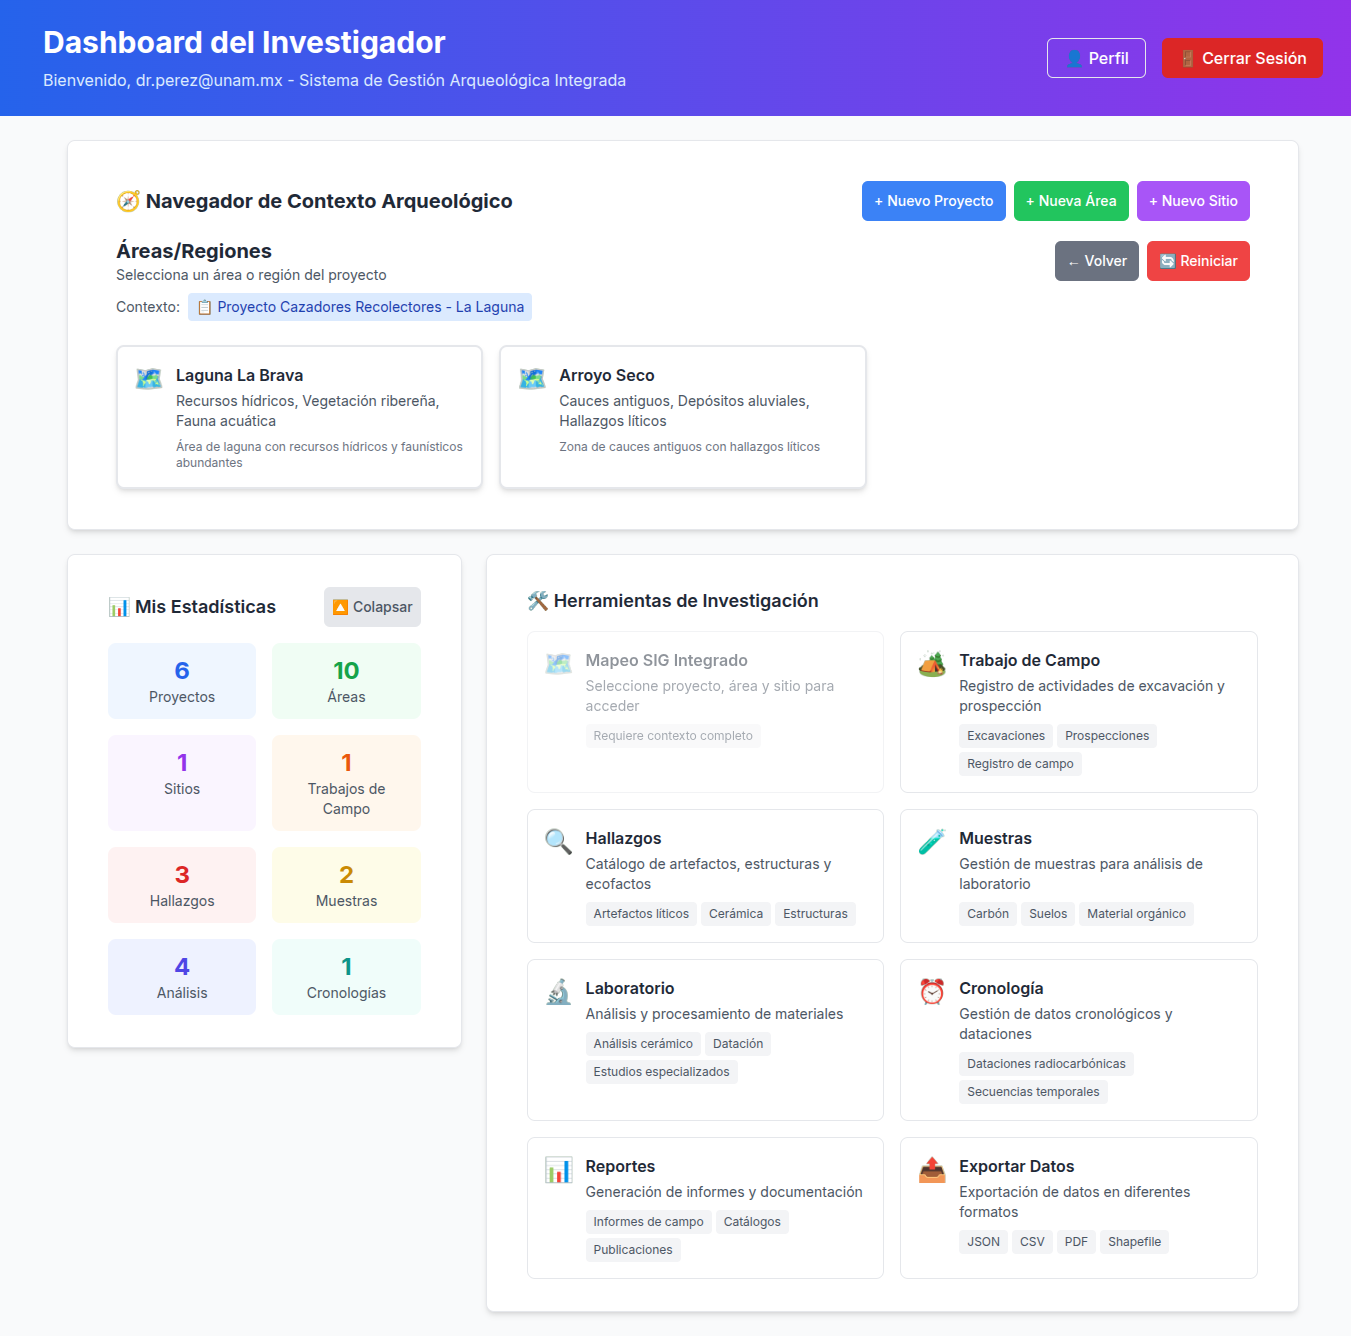 Dashboard del Investigador
Bienvenido, dr.perez@unam.mx - Sistema de Gestión Arqueológica Integrada
Perfil
Cerrar Sesión
Navegador de Contexto Arqueológico
+ Nuevo Proyecto
+ Nueva Área
+ Nuevo Sitio
Áreas/Regiones
Selecciona un área o región del proyecto
← Volver
Reiniciar
Contexto: Proyecto Cazadores Recolectores - La Laguna
Laguna La Brava
Recursos hídricos, Vegetación ribereña,
Fauna acuática
Área de laguna con recursos hídricos y faunísticos
abundantes
Arroyo Seco
Cauces antiguos, Depósitos aluviales,
Hallazgos líticos
Zona de cauces antiguos con hallazgos líticos
Mis Estadísticas
Colapsar
6
Proyectos
10
Áreas
1
Sitios
1
Trabajos de
Campo
3
Hallazgos
2
Muestras
4
Análisis
1
Cronologías
Herramientas de Investigación
Mapeo SIG Integrado
Seleccione proyecto, área y sitio para
acceder
Requiere contexto completo
Trabajo de Campo
Registro de actividades de excavación y
prospección
Excavaciones
Prospecciones
Registro de campo
Hallazgos
Catálogo de artefactos, estructuras y
ecofactos
Artefactos líticos
Cerámica
Estructuras
Muestras
Gestión de muestras para análisis de
laboratorio
Carbón
Suelos
Material orgánico
Laboratorio
Análisis y procesamiento de materiales
Análisis cerámico
Datación
Estudios especializados
Cronología
Gestión de datos cronológicos y
dataciones
Dataciones radiocarbónicas
Secuencias temporales
Reportes
Generación de informes y documentación
Informes de campo
Catálogos
Publicaciones
Exportar Datos
Exportación de datos en diferentes
formatos
JSON
CSV
PDF
Shapefile